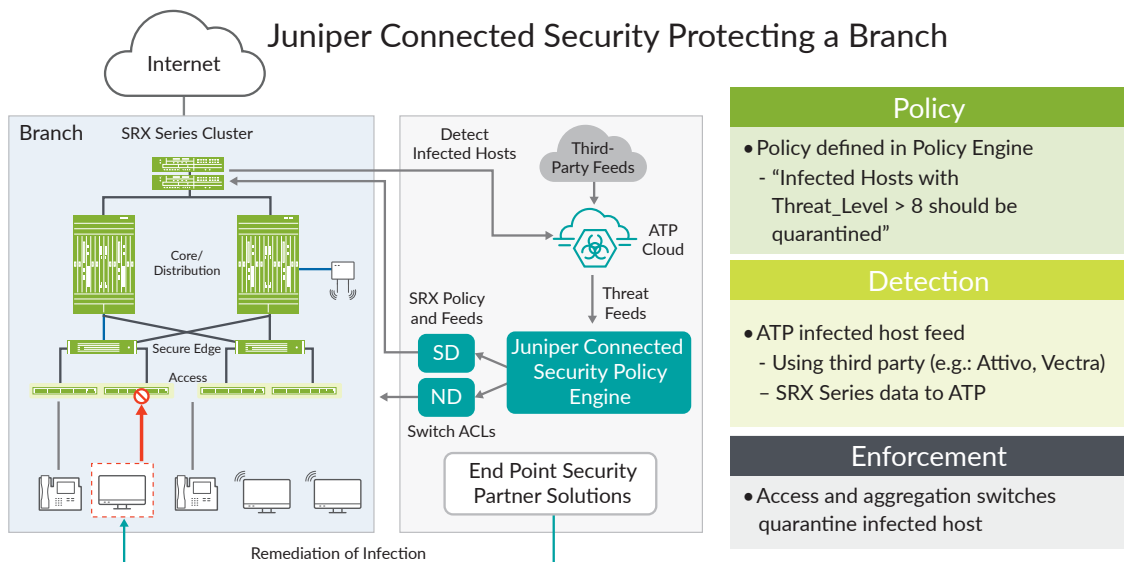 Juniper Connected Security Protecting a Branch
Internet
Branch
SRX Series Cluster
Core/
Distribution
Secure Edge
Access
Detect
Infected Hosts
Third-
Party Feeds
ATP
Cloud
SRX Policy
and Feeds
Threat
Feeds
SD
ND
Juniper Connected
Security Policy
Engine
Switch ACLs
End Point Security
Partner Solutions
Remediation of Infection
Policy
• Policy defined in Policy Engine
- “Infected Hosts with
Threat_Level > 8 should be
quarantined”
Detection
• ATP infected host feed
- Using third party (e.g.: Attivo, Vectra)
– SRX Series data to ATP
Enforcement
• Access and aggregation switches
quarantine infected host